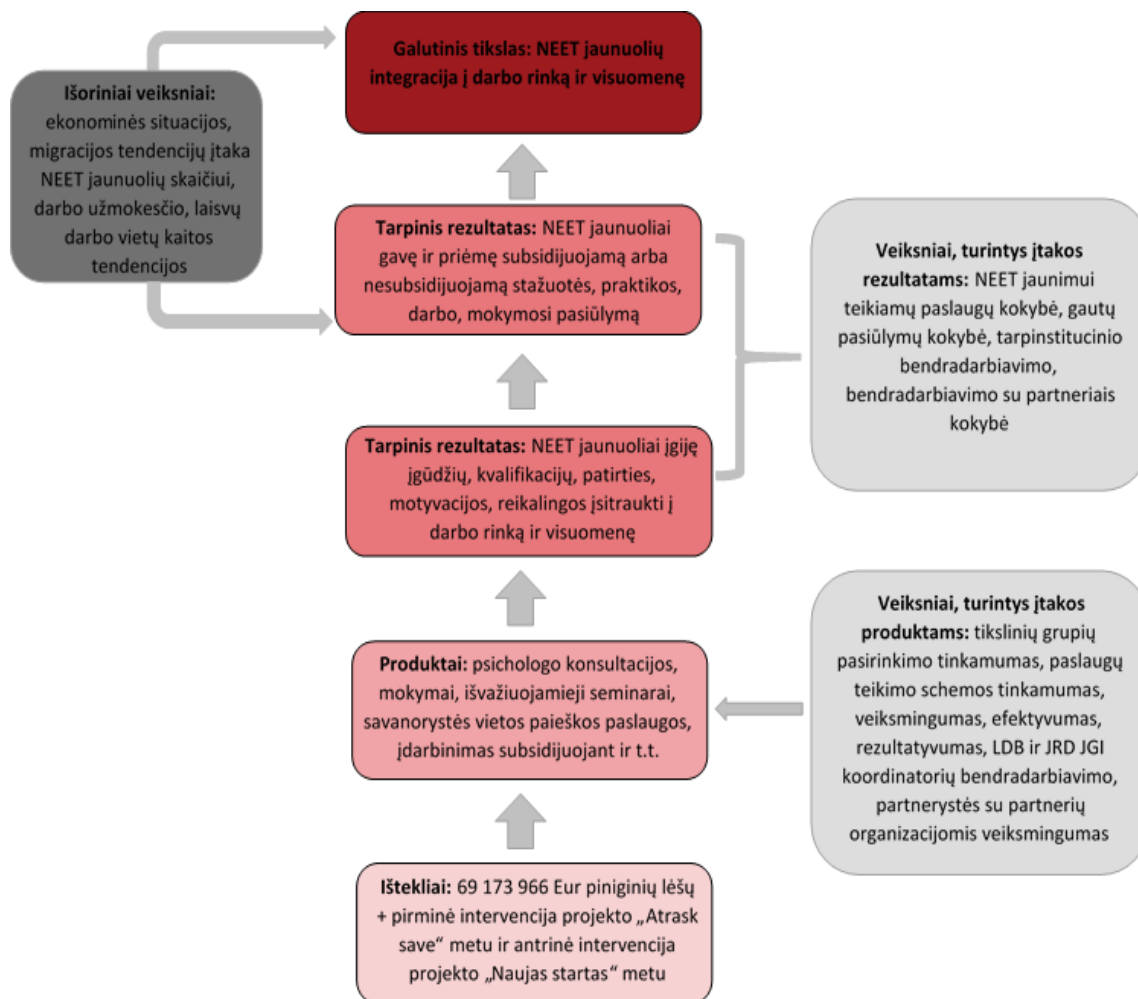 Galutinis tikslas: NEET jaunuolių
integracija į darbo rinką ir visuomenę
Išoriniai veiksniai:
ekonominės situacijos,
migracijos tendencijų įtaka
NEET jaunuolių skaičiui,
darbo užmokesčio, laisvų
darbo vietų kaitos
tendencijos
Tarpinis rezultatas: NEET jaunuoliai
gavę ir priėmę subsidijuojamą arba
nesubsidijuojamą stažuotės, praktikos,
darbo, mokymosi pasiūlymą
Veiksniai, turintys įtakos
rezultatams: NEET jaunimui
teikiamų paslaugų kokybė, gautų
pasiūlymų kokybė, tarpinstitucinio
bendradarbiavimo,
bendradarbiavimo su partneriais
kokybė
Tarpinis rezultatas: NEET jaunuoliai įgiję
įgūdžių, kvalifikacijų, patirties,
motyvacijos, reikalingos įsitraukti į
darbo rinką ir visuomenę
Produktai: psichologo konsultacijos,
mokymai, išvažiuojamieji seminarai,
savanorystės vietos paieškos paslaugos,
įdarbinimas subsidijuojant ir t.t.
Veiksniai, turintys įtakos
produktams: tikslinių grupių
pasirinkimo tinkamumas, paslaugų
teikimo schemos tinkamumas,
veiksmingumas, efektyvumas,
rezultatyvumas, LDB ir JRD JGI
koordinatorių bendradarbiavimo,
partnerystės su partnerių
organizacijomis veiksmingumas
Ištekliai: 69 173 966 Eur piniginių lėšų
+ pirminė intervencija projekto „Atrask
save“ metu ir antrinė intervencija
projekto „Naujas startas“ metu